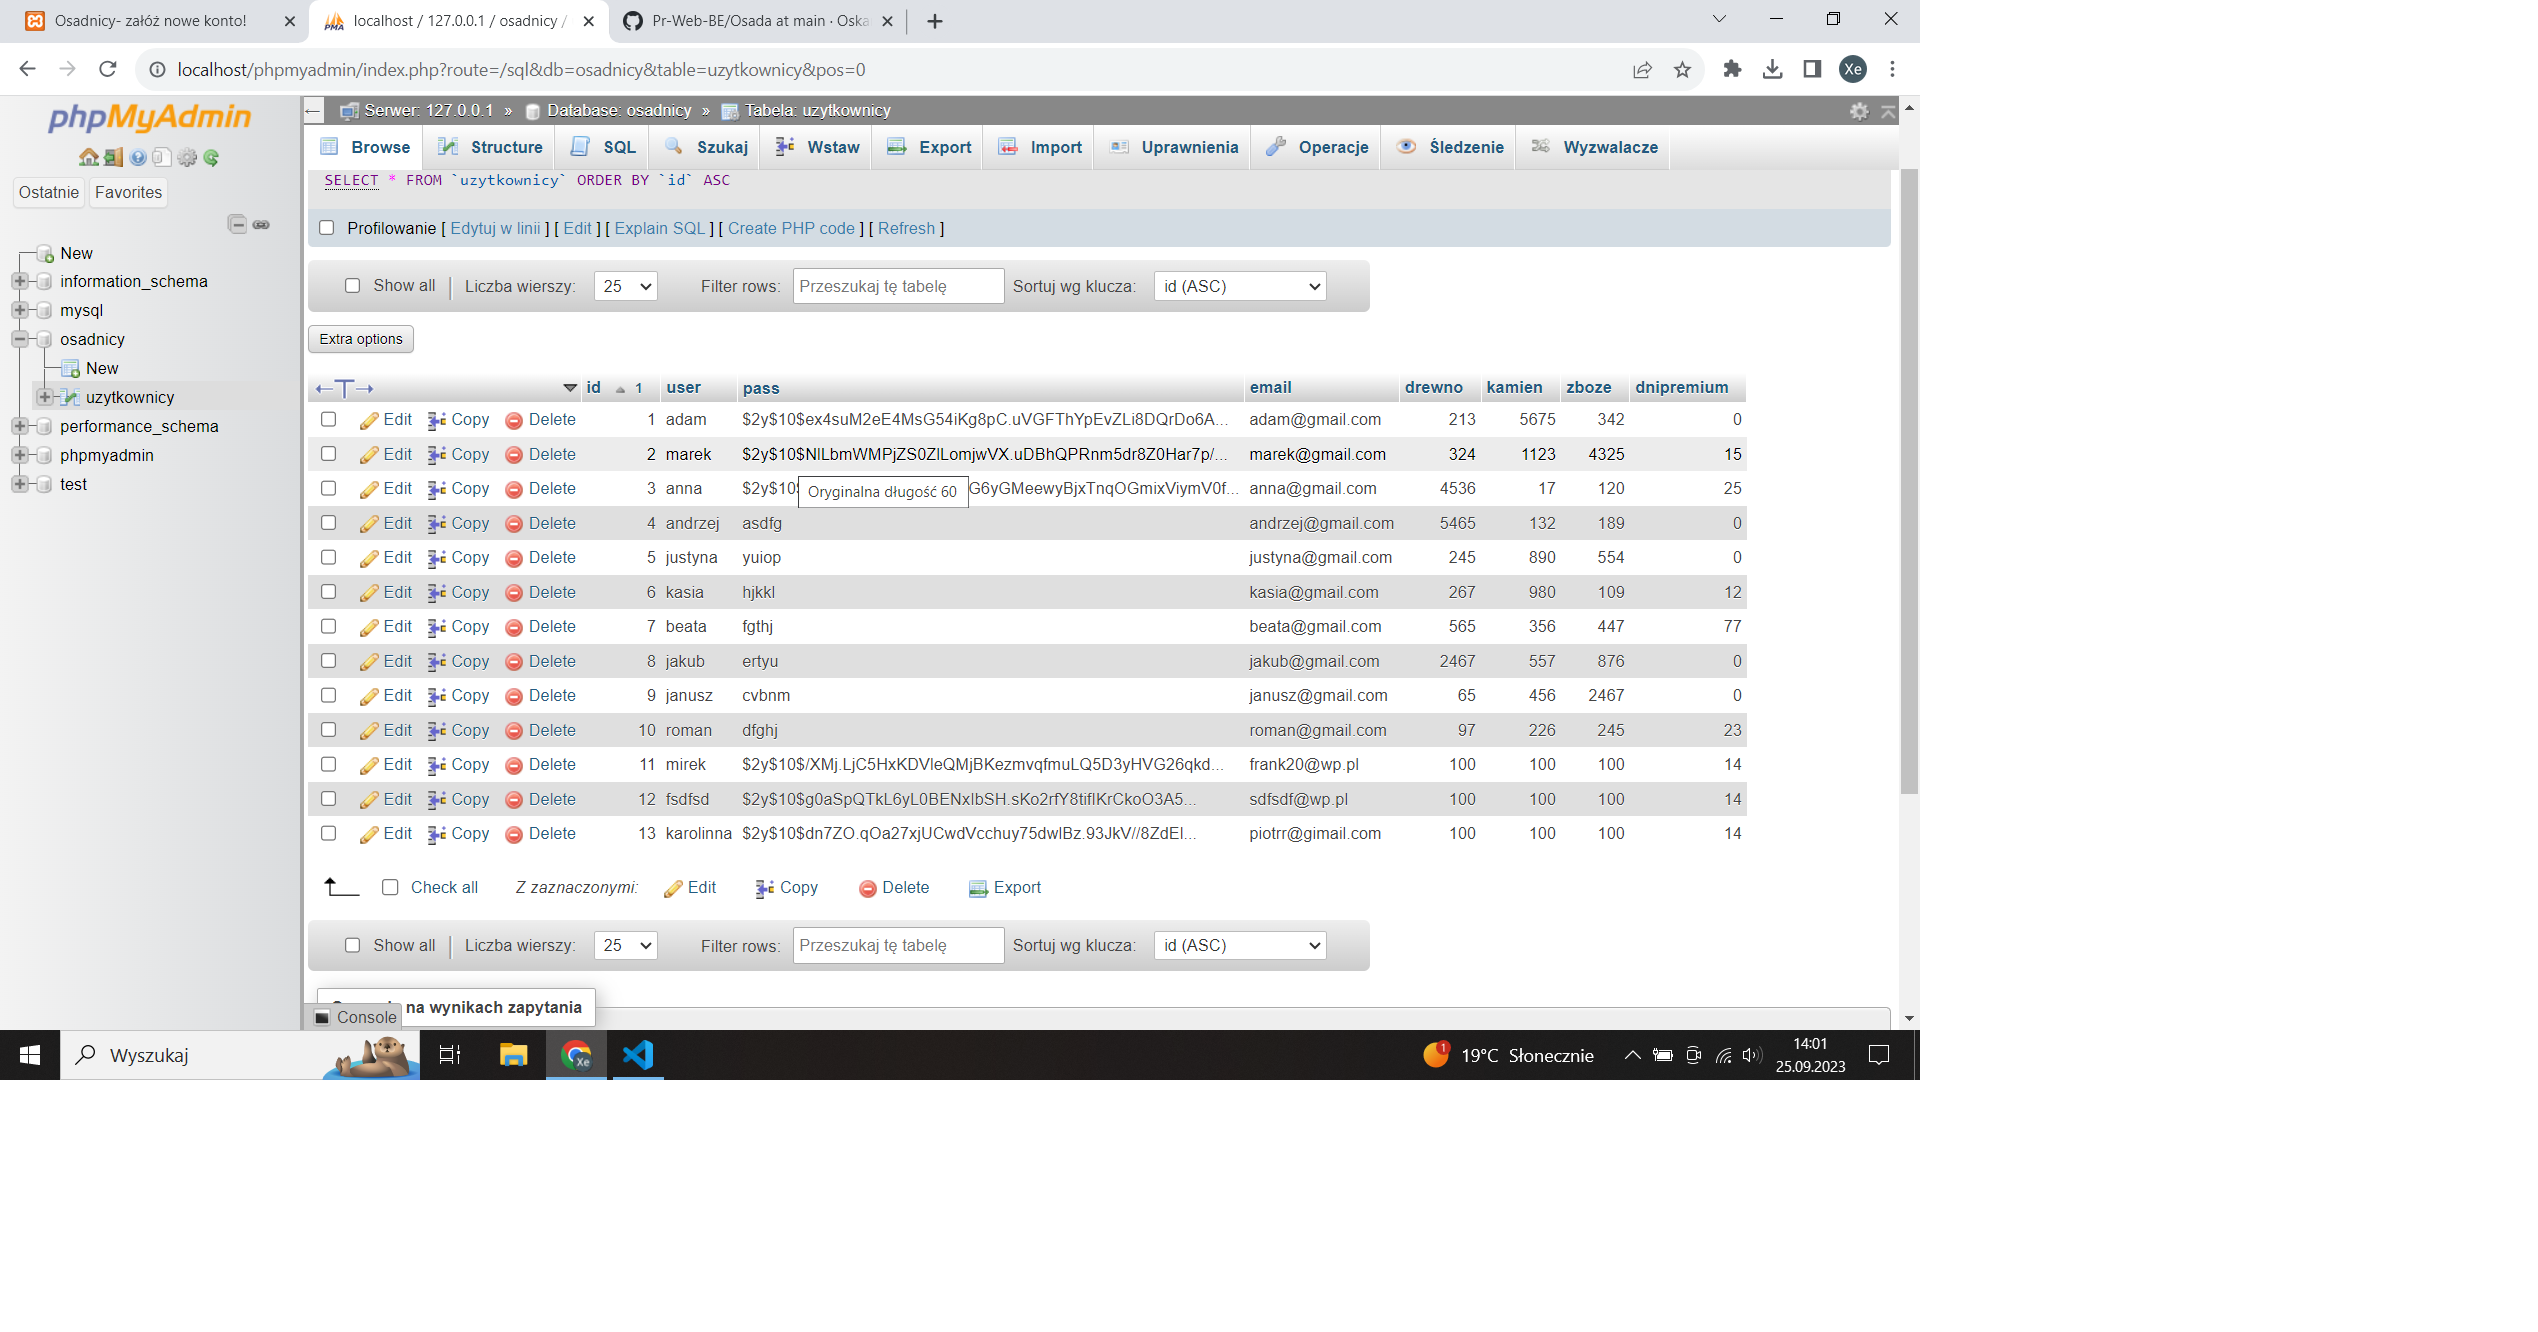 Osadnicy- załóż nowe konto!
localhost / 127.0.0.1 / osadnicy /
Pr-Web-BE/Osada at main · Oska
localhost/phpmyadmin/index.php?route=/sql&db=osadnicy&table=uzytkownicy&pos=0
Xe
phpMyAdmin
Ostatnie Favorites
New
information_schema
mysql
osadnicy
New
uzytkownicy
performance_schema
phpmyadmin
test
Serwer: 127.0.0.1 » Database: osadnicy » Tabela: uzytkownicy
Browse Structure SQL Szukaj Wstaw Export Import Uprawnienia Operacje Śledzenie Wyzwalacze
SELECT * FROM `uzytkownicy` ORDER BY `id` ASC
Profilowanie [ Edytuj w linii ] [ Edit ] [ Explain SQL ] [ Create PHP code ] [ Refresh ]
Show all Liczba wierszy: 25 Filter rows: Przeszukaj tę tabelę Sortuj wg klucza: id (ASC)
Extra options
id 1 user pass email drewno kamien zboze dnipremium
Edit Copy Delete 1 adam $2y$10$ex4suM2eE4MsG54iKg8pC.uVGFThYpEvZLi8DQrDo6A... adam@gmail.com 213 5675 342 0
Edit Copy Delete 2 marek $2y$10$NlLbmWMPjZS0ZlLomjwVX.uDBhQPRnm5dr8Z0Har7p/... marek@gmail.com 324 1123 4325 15
Edit Copy Delete 3 anna $2y$10$ G6yGMeewyBjxTnqOGmixViymV0f... anna@gmail.com 4536 17 120 25
Oryginalna długość 60
Edit Copy Delete 4 andrzej asdfg andrzej@gmail.com 5465 132 189 0
Edit Copy Delete 5 justyna yuiop justyna@gmail.com 245 890 554 0
Edit Copy Delete 6 kasia hjkkl kasia@gmail.com 267 980 109 12
Edit Copy Delete 7 beata fgthj beata@gmail.com 565 356 447 77
Edit Copy Delete 8 jakub ertyu jakub@gmail.com 2467 557 876 0
Edit Copy Delete 9 janusz cvbnm janusz@gmail.com 65 456 2467 0
Edit Copy Delete 10 roman dfghj roman@gmail.com 97 226 245 23
Edit Copy Delete 11 mirek $2y$10$/XMj.LjC5HxKDVleQMjBKezmvqfmuLQ5D3yHVG26qkd... frank20@wp.pl 100 100 100 14
Edit Copy Delete 12 fsdfsd $2y$10$g0aSpQTkL6yL0BENxlbSH.sKo2rfY8tiflKrCkoO3A5... sdfsdf@wp.pl 100 100 100 14
Edit Copy Delete 13 karolinna $2y$10$dn7ZO.qOa27xjUCwdVcchuy75dwlBz.93JkV//8ZdEl... piotrr@gimail.com 100 100 100 14
Check all Z zaznaczonymi: Edit Copy Delete Export
Show all Liczba wierszy: 25 Filter rows: Przeszukaj tę tabelę Sortuj wg klucza: id (ASC)
na wynikach zapytania
Console
Wyszukaj
1 19°C Słonecznie
14:01
25.09.2023